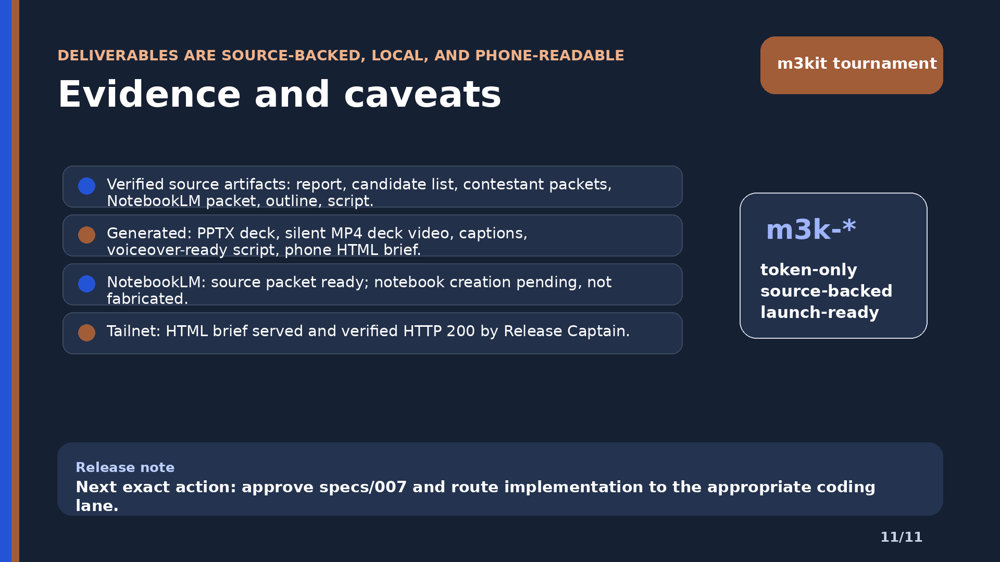 DELIVERABLES ARE SOURCE-BACKED, LOCAL, AND PHONE-READABLE
m3kit tournament
Evidence and caveats
Verified source artifacts: report, candidate list, contestant packets,
NotebookLM packet, outline, script.
Generated: PPTX deck, silent MP4 deck video, captions,
voiceover-ready script, phone HTML brief.
NotebookLM: source packet ready; notebook creation pending, not
fabricated.
Tailnet: HTML brief served and verified HTTP 200 by Release Captain.
m3k-*
token-only
source-backed
launch-ready
Release note
Next exact action: approve specs/007 and route implementation to the appropriate coding
lane.
11/11